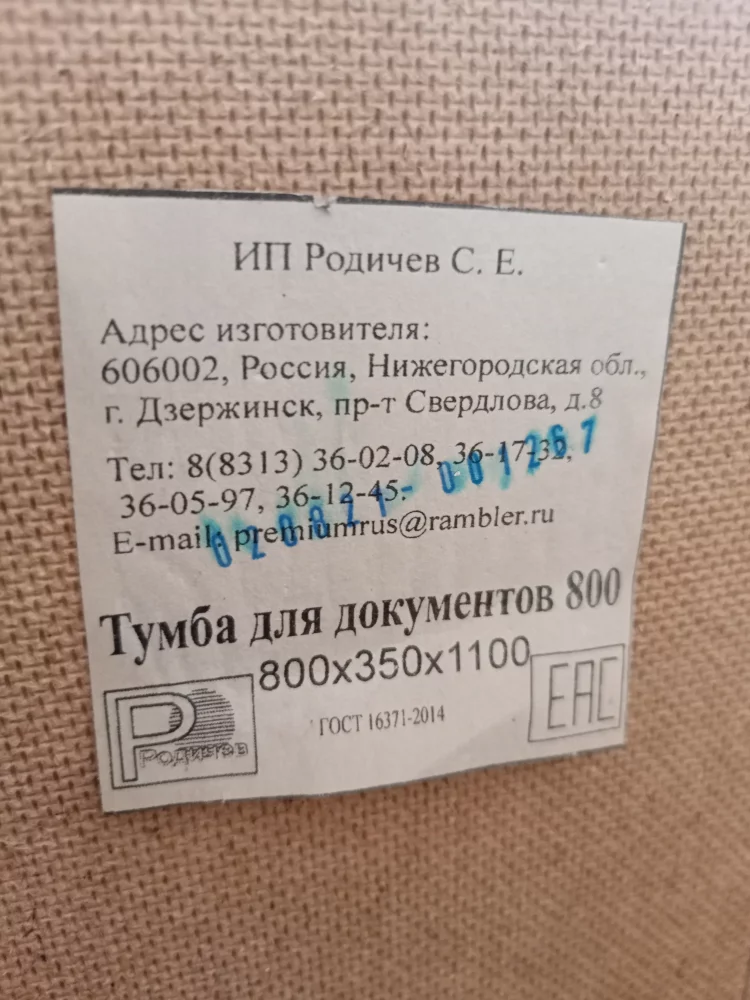 ИП Родичев С. Е.
Адрес изготовителя:
606002, Россия, Нижегородская обл.,
г. Дзержинск, пр-т Свердлова, д.8
Тел: 8(8313) 36-02-08, 36-17-32,
36-05-97, 36-12-45.
E-mail: premiumrus@rambler.ru
Тумба для документов 800
800х350х1100
ГОСТ 16371-2014
Родичев
ЕАС